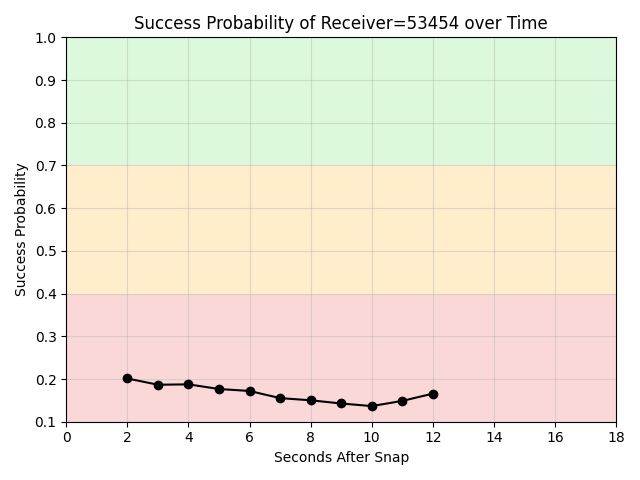 Success Probability of Receiver=53454 over Time
1.0
0.9
0.8
0.7
0.6
0.5
0.4
0.3
0.2
0.1
Success Probability
0 2 4 6 8 10 12 14 16 18
Seconds After Snap